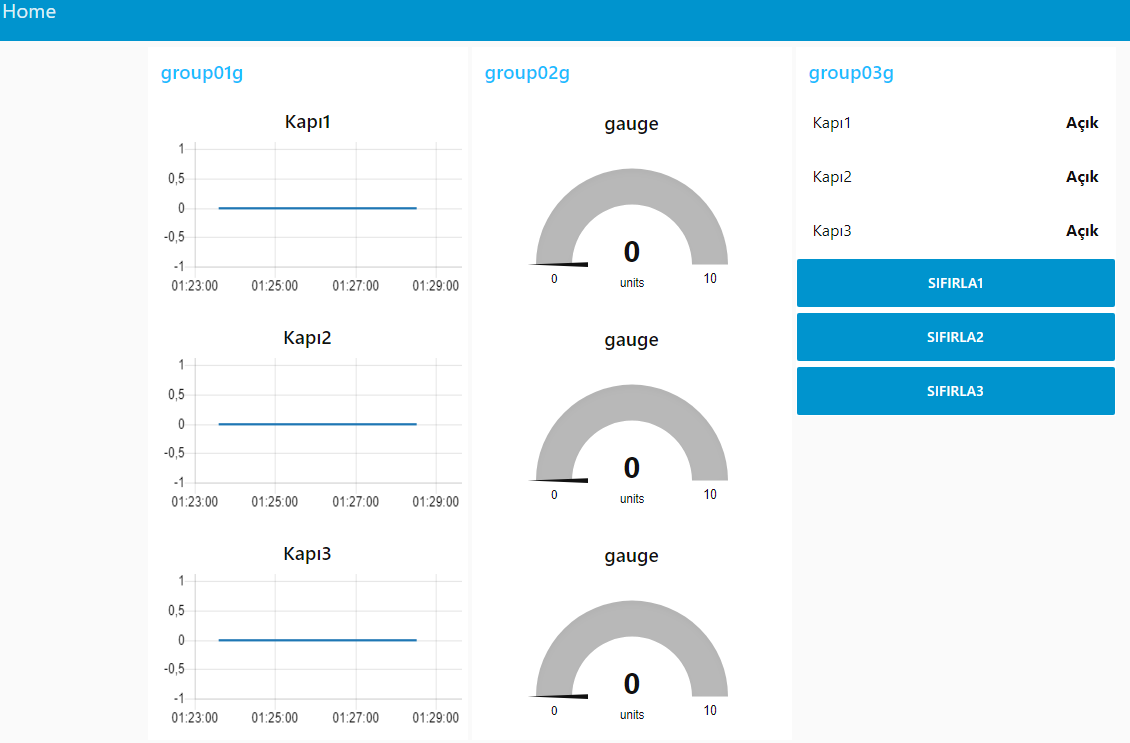 Home
group01g
Kapı1
1
0,5
0
-0,5
-1
01:23:00 01:25:00 01:27:00 01:29:00
Kapı2
1
0,5
0
-0,5
-1
01:23:00 01:25:00 01:27:00 01:29:00
Kapı3
1
0,5
0
-0,5
-1
01:23:00 01:25:00 01:27:00 01:29:00
group02g
gauge
0
0 units 10
gauge
0
0 units 10
gauge
0
0 units 10
group03g
Kapı1 Açık
Kapı2 Açık
Kapı3 Açık
SIFIRLA1
SIFIRLA2
SIFIRLA3